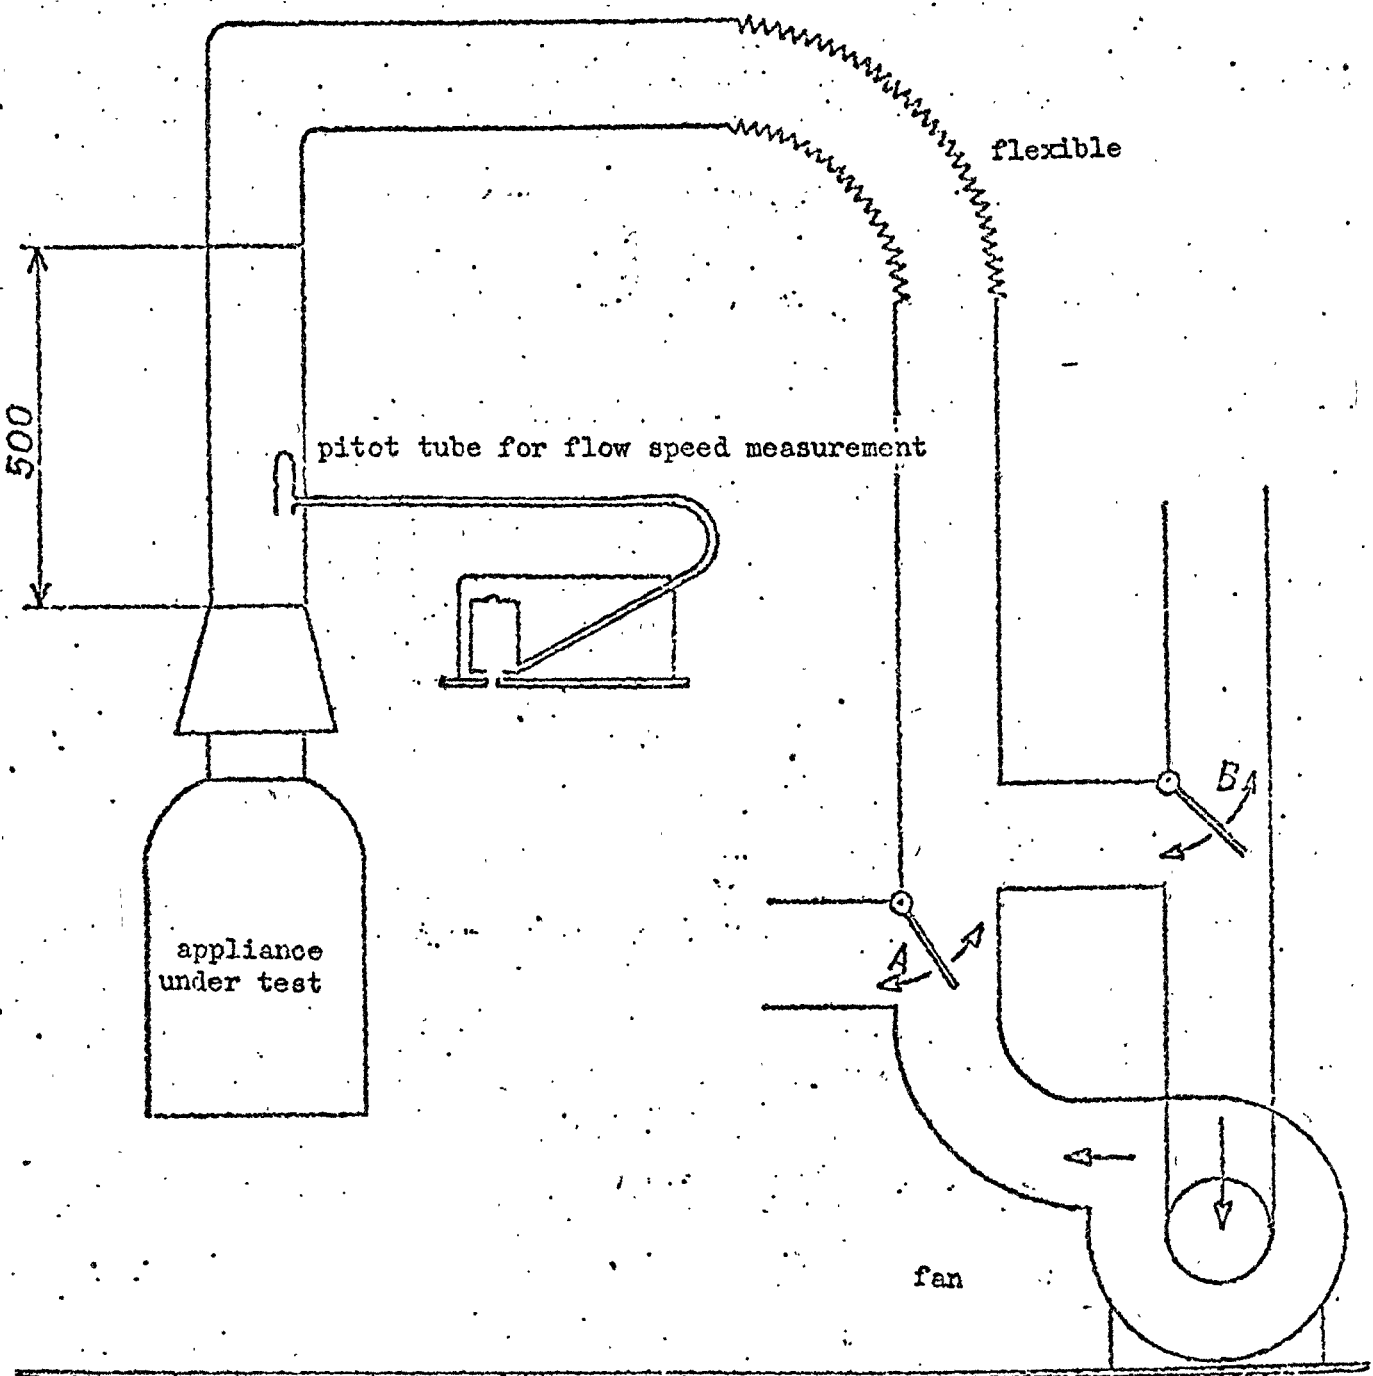 flexible
500
pitot tube for flow speed measurement
B
A
appliance
under test
fan